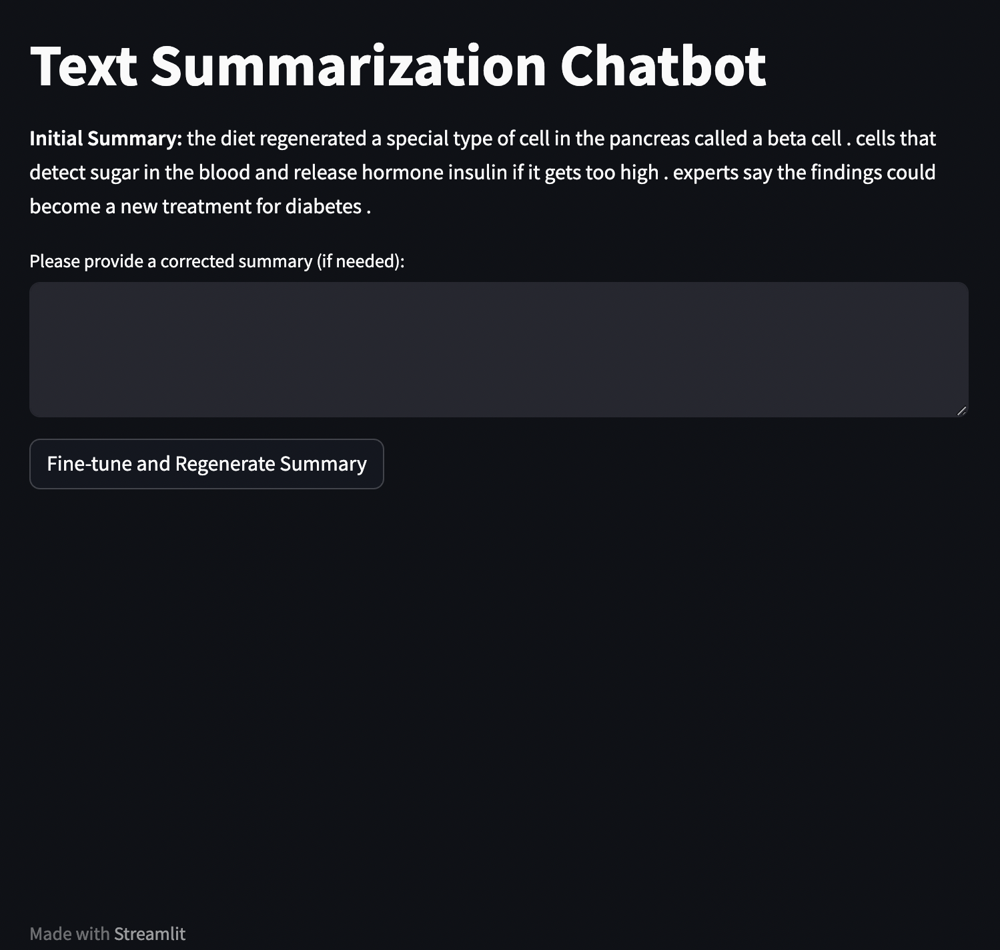 Text Summarization Chatbot
Initial Summary: the diet regenerated a special type of cell in the pancreas called a beta cell . cells that
detect sugar in the blood and release hormone insulin if it gets too high . experts say the findings could
become a new treatment for diabetes .
Please provide a corrected summary (if needed):
Fine-tune and Regenerate Summary
Made with Streamlit